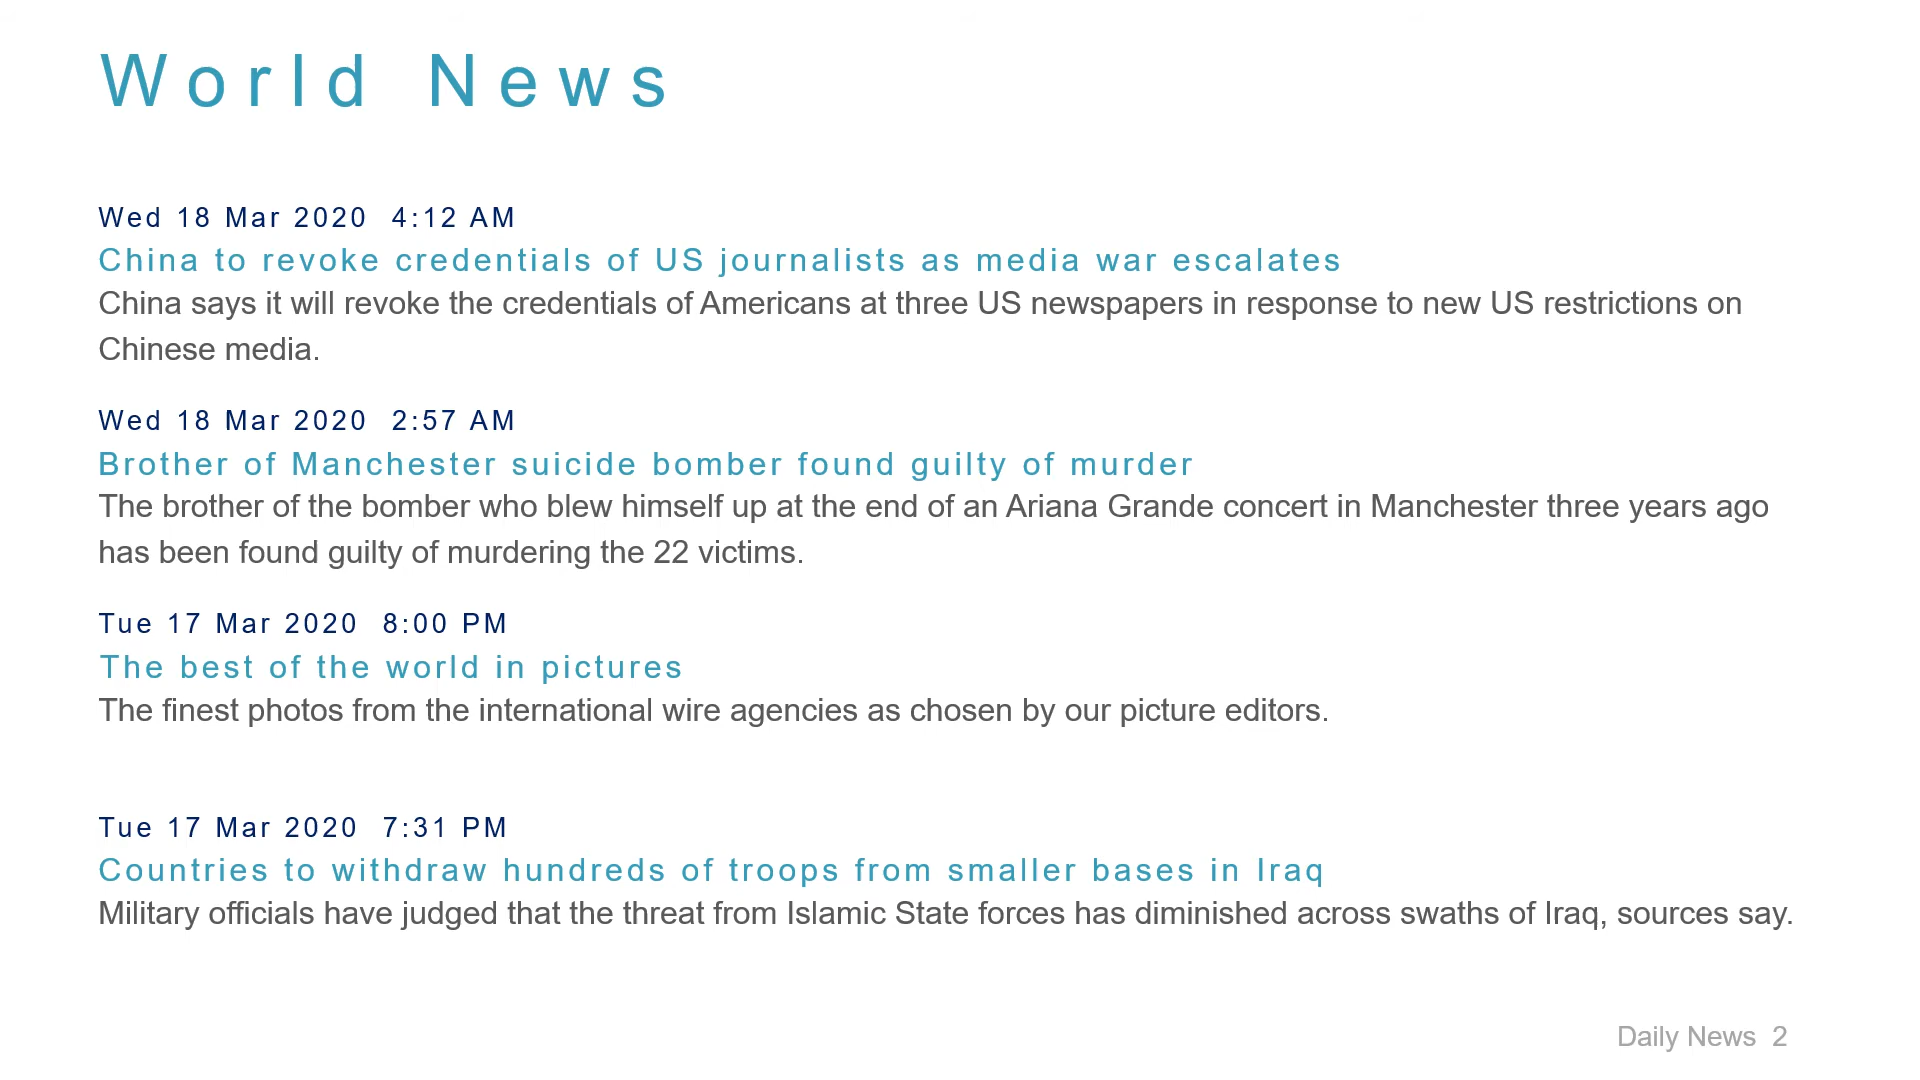 World News
Wed 18 Mar 2020 4:12 AM
China to revoke credentials of US journalists as media war escalates
China says it will revoke the credentials of Americans at three US newspapers in response to new US restrictions on
Chinese media.
Wed 18 Mar 2020 2:57 AM
Brother of Manchester suicide bomber found guilty of murder
The brother of the bomber who blew himself up at the end of an Ariana Grande concert in Manchester three years ago
has been found guilty of murdering the 22 victims.
Tue 17 Mar 2020 8:00 PM
The best of the world in pictures
The finest photos from the international wire agencies as chosen by our picture editors.
Tue 17 Mar 2020 7:31 PM
Countries to withdraw hundreds of troops from smaller bases in Iraq
Military officials have judged that the threat from Islamic State forces has diminished across swaths of Iraq, sources say.
Daily News 2